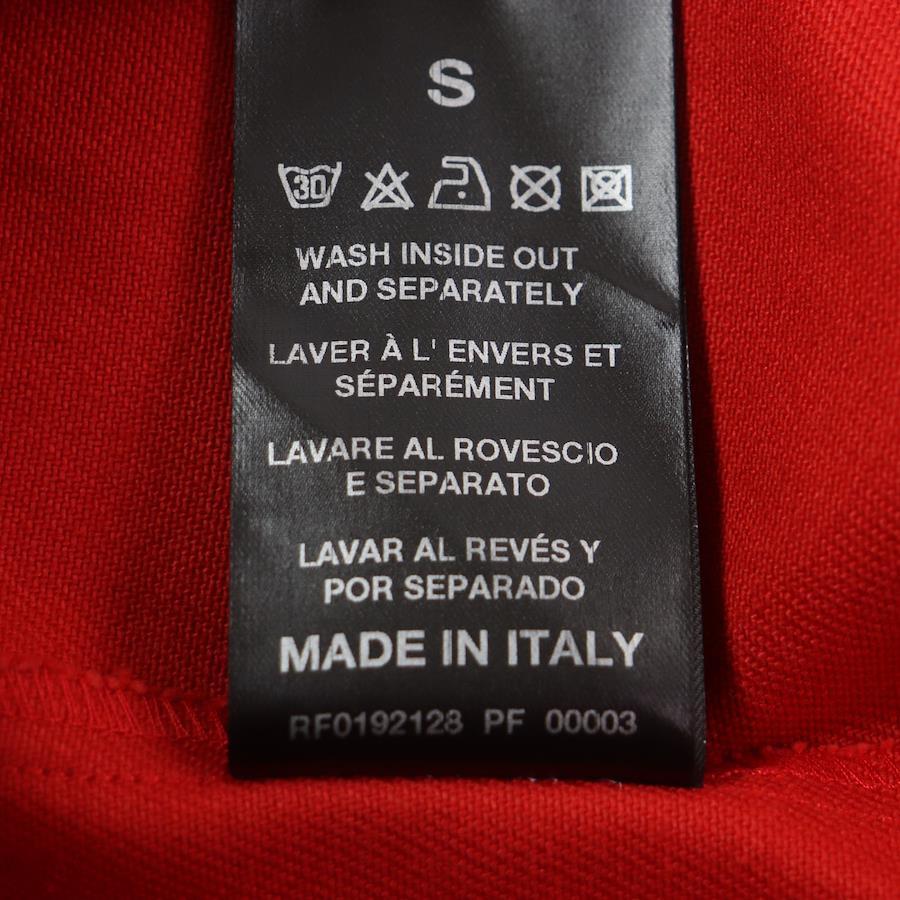 S
30
WASH INSIDE OUT
AND SEPARATELY
LAVER À L' ENVERS ET
SÉPARÉMENT
LAVARE AL ROVESCIO
E SEPARATO
LAVAR AL REVÉS Y
POR SEPARADO
MADE IN ITALY
RF0192128 PF 00003